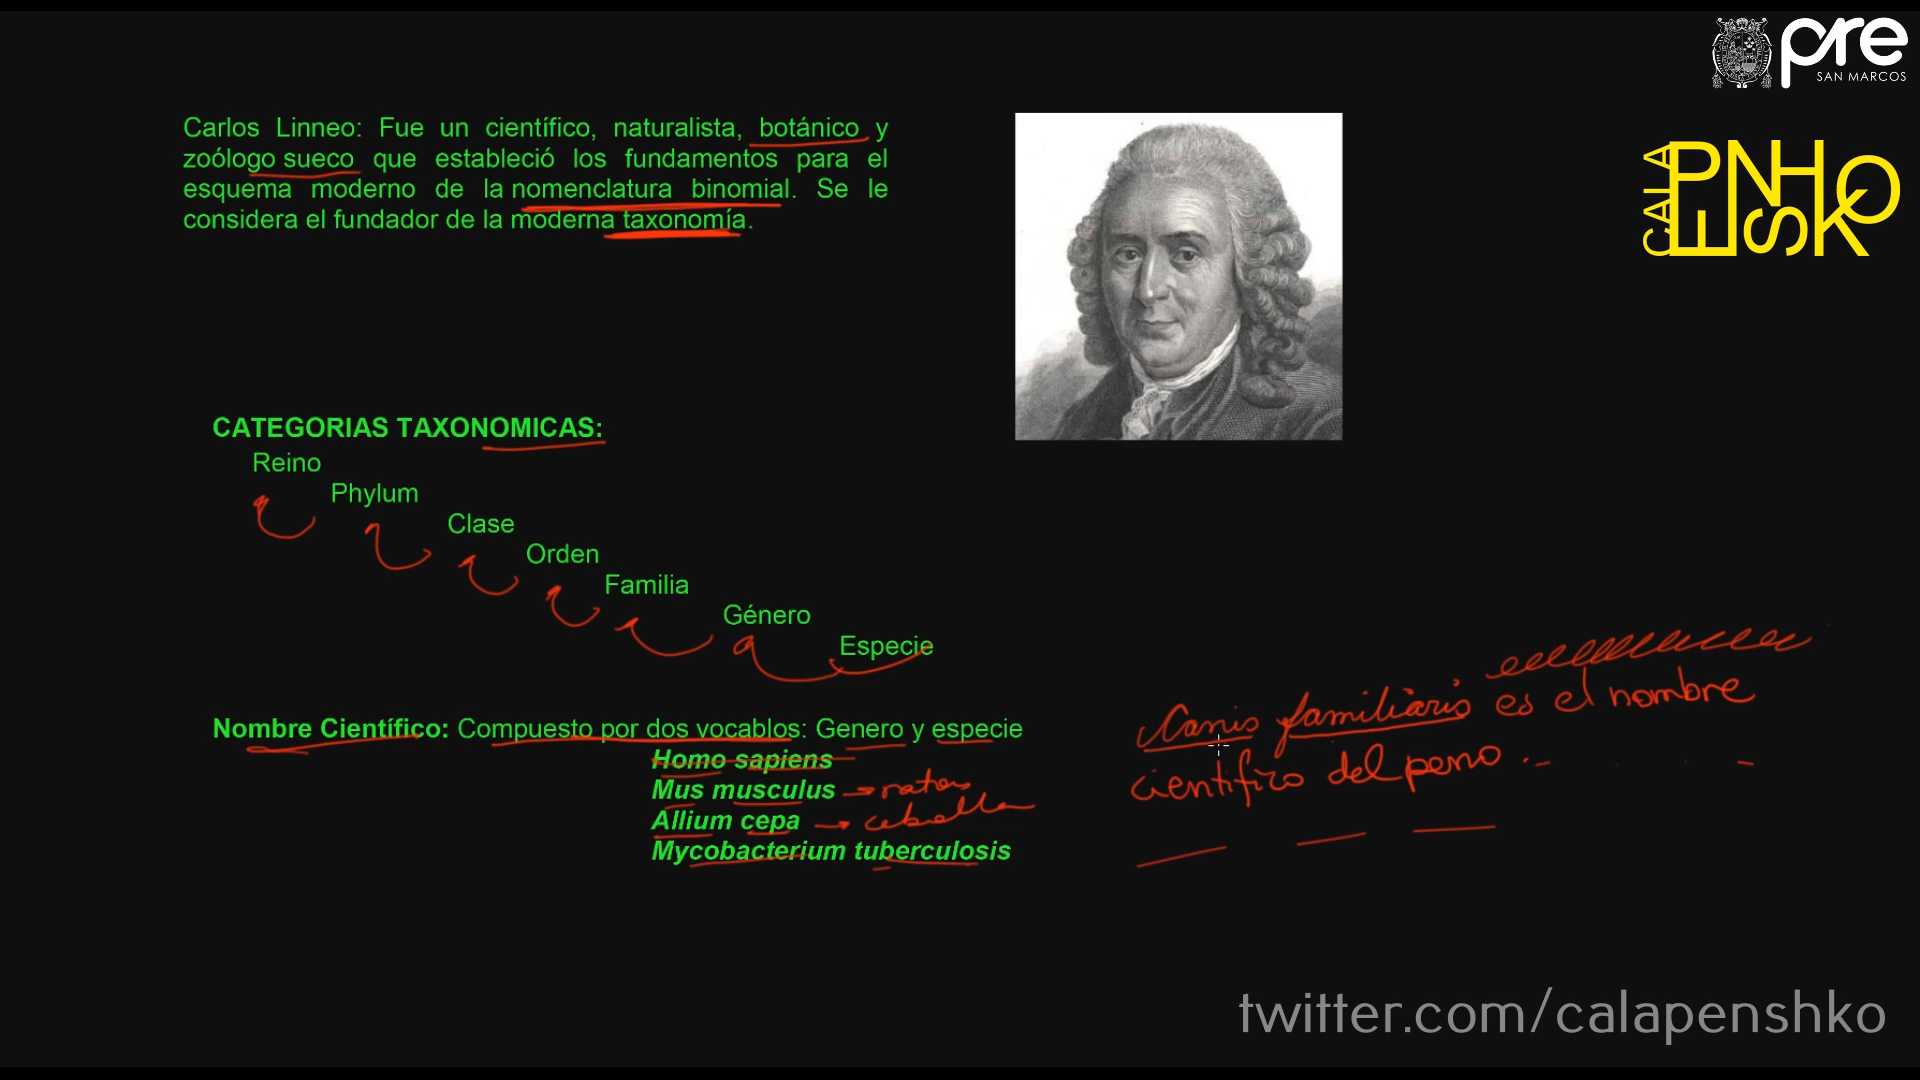 pre
SAN MARCOS
CALA
PENSHKO
Carlos Linneo: Fue un científico, naturalista, botánico y
zoólogo sueco que estableció los fundamentos para el
esquema moderno de la nomenclatura binomial. Se le
considera el fundador de la moderna taxonomía.
CATEGORIAS TAXONOMICAS:
Reino
Phylum
Clase
Orden
Familia
Género
Especie
Nombre Científico: Compuesto por dos vocablos: Genero y especie
Homo sapiens
Mus musculus → ratón
Allium cepa → cebolla
Mycobacterium tuberculosis
Canis familiaris es el nombre
científico del perro.
twitter.com/calapenshko